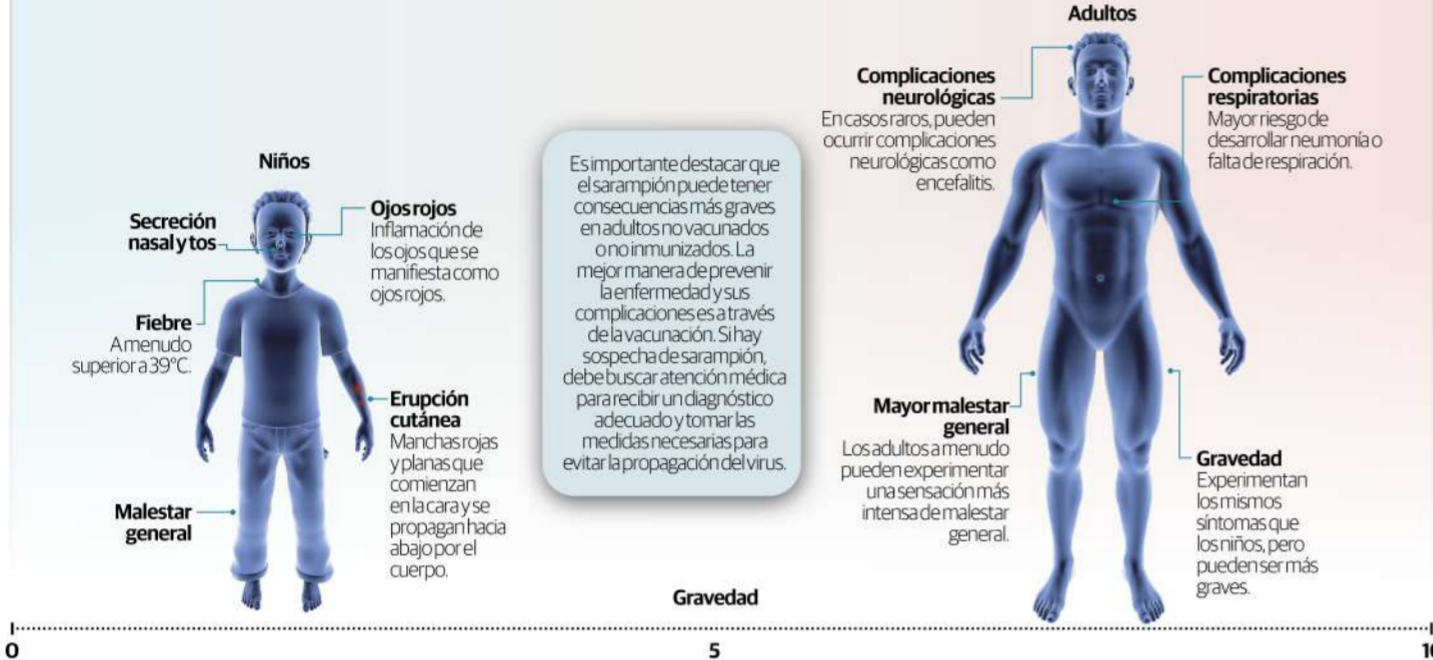 Niños
Secreción
nasal y tos
Ojos rojos
Inflamación de
los ojos que se
manifiesta como
ojos rojos.
Fiebre
A menudo
superior a 39°C.
Erupción
cutánea
Manchas rojas
y planas que
comienzan
en la cara y se
propagan hacia
abajo por el
cuerpo.
Malestar
general
Es importante destacar que
el sarampión puede tener
consecuencias más graves
en adultos no vacunados
o no inmunizados. La
mejor manera de prevenir
la enfermedad y sus
complicaciones es a través
de la vacunación. Si hay
sospecha de sarampión,
debe buscar atención médica
para recibir un diagnóstico
adecuado y tomar las
medidas necesarias para
evitar la propagación del virus.
Adultos
Complicaciones
neurológicas
En casos raros, pueden
ocurrir complicaciones
neurológicas como
encefalitis.
Complicaciones
respiratorias
Mayor riesgo de
desarrollar neumonía o
falta de respiración.
Mayor malestar
general
Los adultos a menudo
pueden experimentar
una sensación más
intensa de malestar
general.
Gravedad
Experimentan
los mismos
síntomas que
los niños, pero
pueden ser más
graves.
Gravedad
0
5